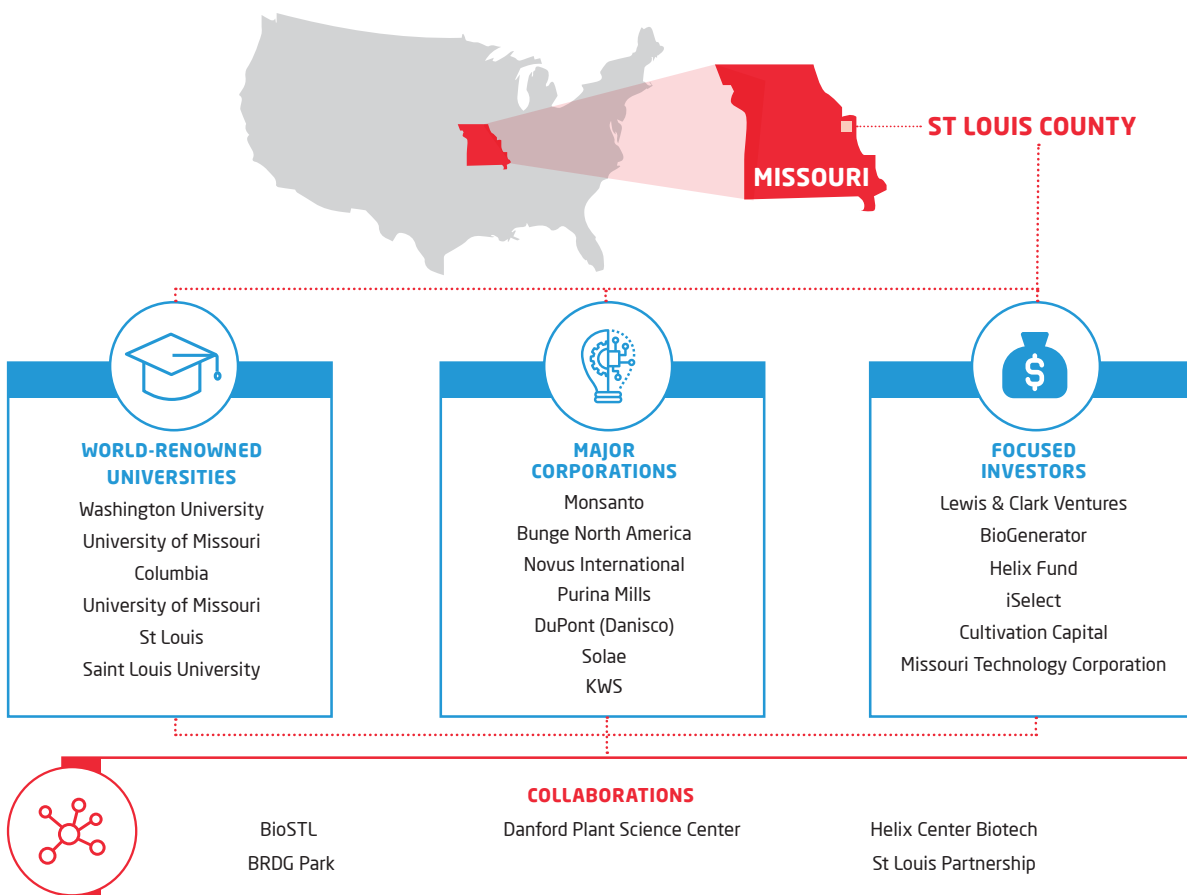 ST LOUIS COUNTY
MISSOURI
WORLD-RENOWNED
UNIVERSITIES
Washington University
University of Missouri
Columbia
University of Missouri
St Louis
Saint Louis University
MAJOR
CORPORATIONS
Monsanto
Bunge North America
Novus International
Purina Mills
DuPont (Danisco)
Solae
KWS
$
FOCUSED
INVESTORS
Lewis & Clark Ventures
BioGenerator
Helix Fund
iSelect
Cultivation Capital
Missouri Technology Corporation
COLLABORATIONS
BioSTL
BRDG Park
Danford Plant Science Center
Helix Center Biotech
St Louis Partnership